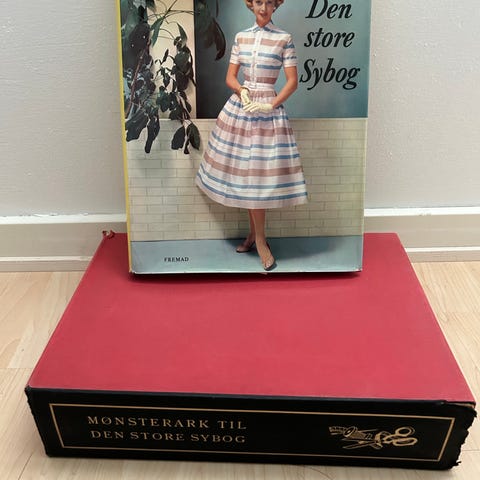 Den
store
Sybog
FREMAD
MØNSTERARK TIL
DEN STORE SYBOG